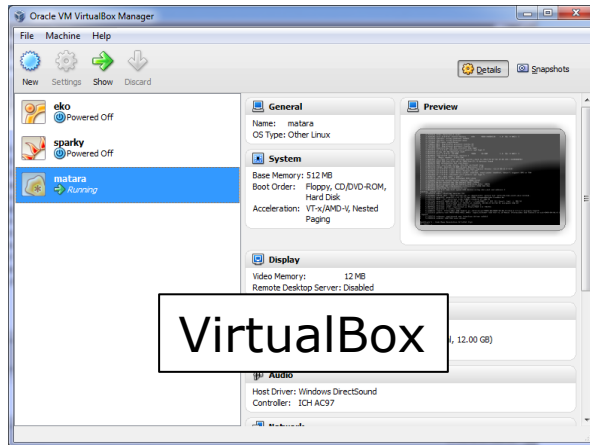 Oracle VM VirtualBox Manager
File Machine Help
New Settings Show Discard
Details Snapshots
eko
Powered Off
sparky
Powered Off
matara
Running
General
Name: matara
OS Type: Other Linux
System
Base Memory: 512 MB
Boot Order: Floppy, CD/DVD-ROM,
Hard Disk
Acceleration: VT-x/AMD-V, Nested
Paging
Preview
Display
Video Memory: 12 MB
Remote Desktop Server: Disabled
VirtualBox
, 12.00 GB)
Audio
Host Driver: Windows DirectSound
Controller: ICH AC97
Network